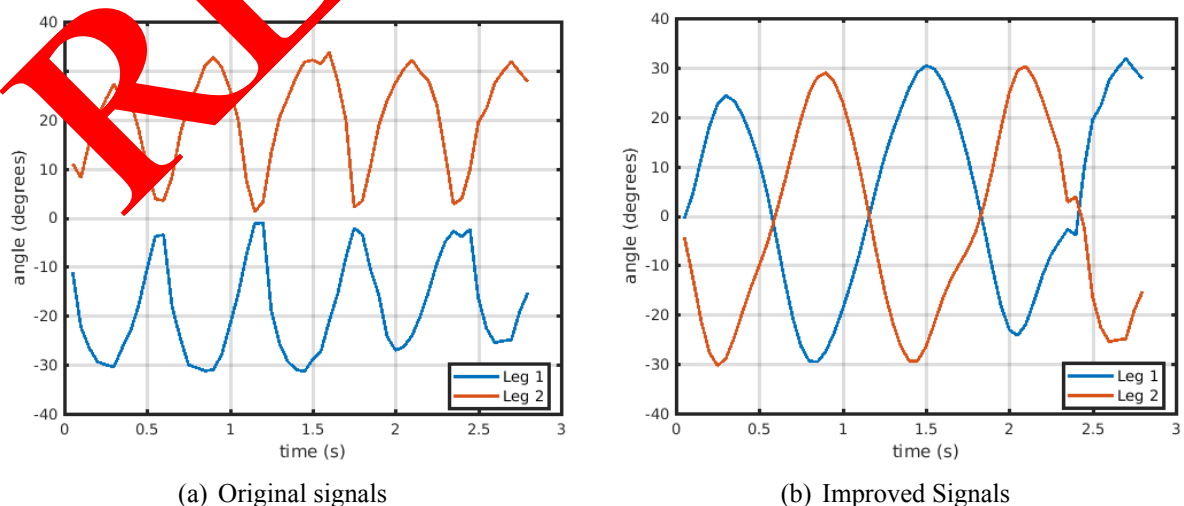 40
20
10
0
-10
-20
-30
-40
angle (degrees)
0 0.5 1 1.5 2 2.5 3
time (s)
Leg 1
Leg 2
(a) Original signals
40
30
20
10
0
-10
-20
-30
-40
angle (degrees)
0 0.5 1 1.5 2 2.5 3
time (s)
Leg 1
Leg 2
(b) Improved Signals
R